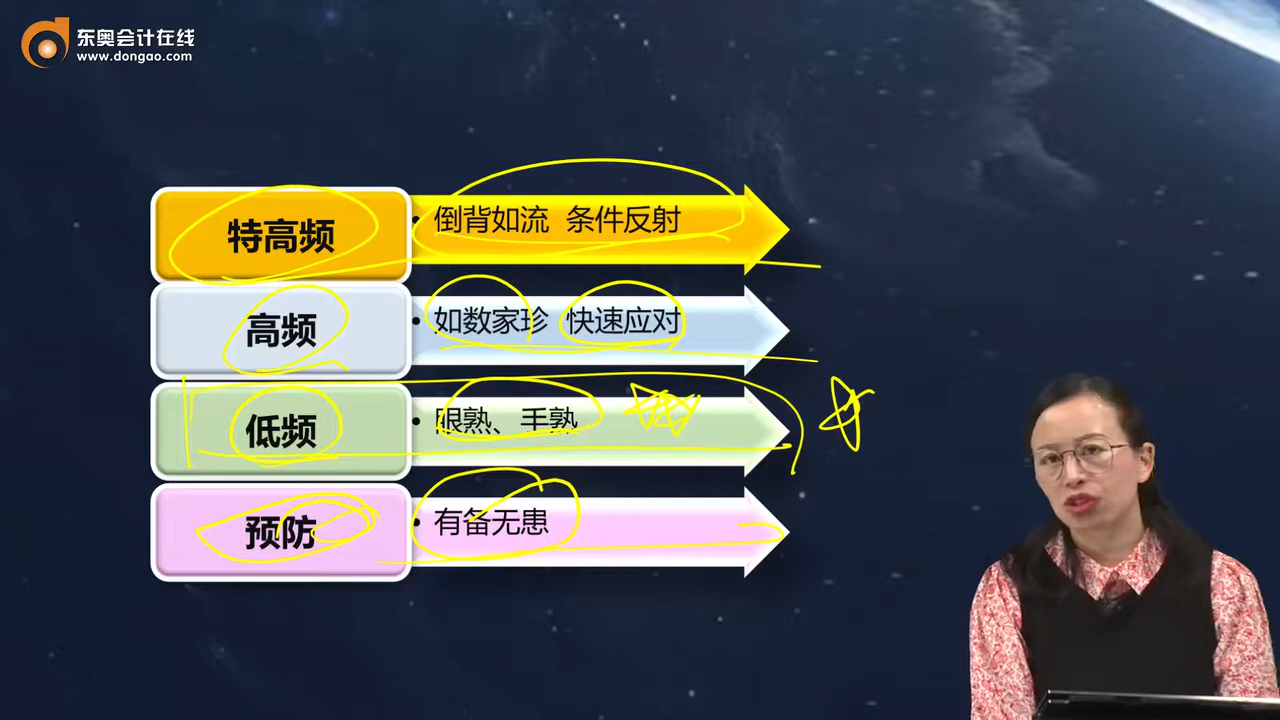 东奥会计在线
www.dongao.com
特高频
• 倒背如流 条件反射
高频
• 如数家珍 快速应对
低频
• 眼熟、手熟
预防
• 有备无患